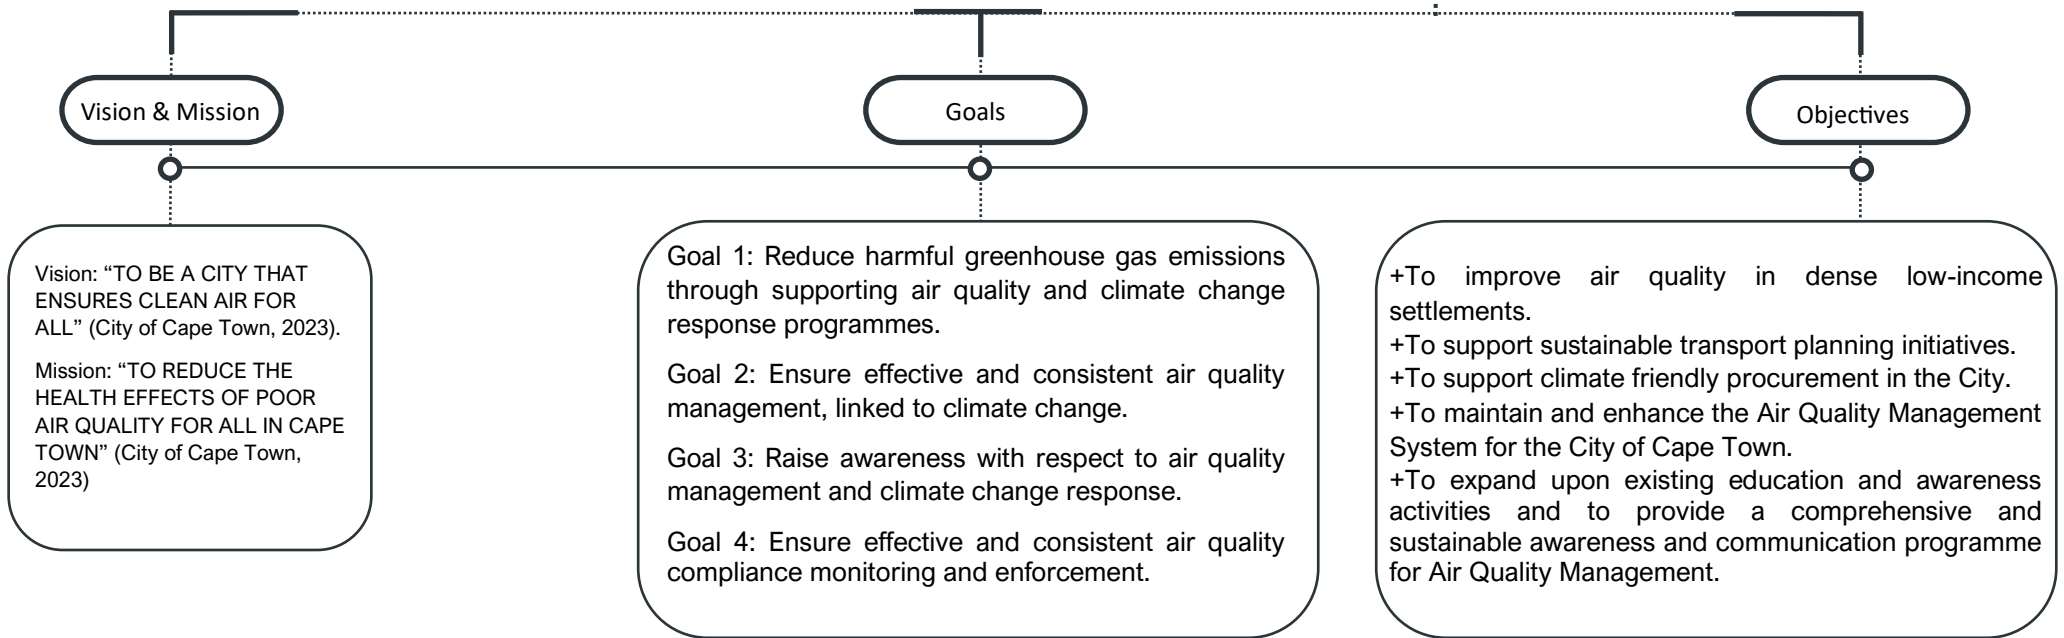 Vision & Mission
Goals
Objectives
Vision: “TO BE A CITY THAT
ENSURES CLEAN AIR FOR
ALL” (City of Cape Town, 2023).
Mission: “TO REDUCE THE
HEALTH EFFECTS OF POOR
AIR QUALITY FOR ALL IN CAPE
TOWN” (City of Cape Town,
2023)
Goal 1: Reduce harmful greenhouse gas emissions
through supporting air quality and climate change
response programmes.
Goal 2: Ensure effective and consistent air quality
management, linked to climate change.
Goal 3: Raise awareness with respect to air quality
management and climate change response.
Goal 4: Ensure effective and consistent air quality
compliance monitoring and enforcement.
+To improve air quality in dense low-income
settlements.
+To support sustainable transport planning initiatives.
+To support climate friendly procurement in the City.
+To maintain and enhance the Air Quality Management
System for the City of Cape Town.
+To expand upon existing education and awareness
activities and to provide a comprehensive and
sustainable awareness and communication programme
for Air Quality Management.